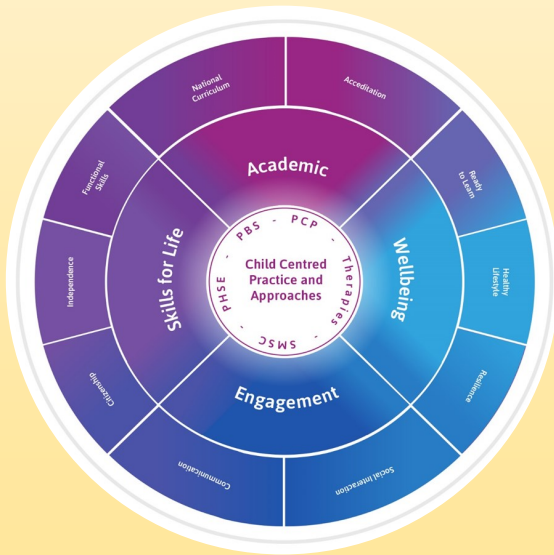 National
Curriculum
Accreditation
Ready
to Learn
Healthy
Lifestyle
Resilience
Social Interaction
Communication
Citizenship
Independence
Functional
Skills
Academic
Wellbeing
Engagement
Skills for Life
PHSE - PBS - PCP - Therapies - SMSC -
Child Centred
Practice and
Approaches